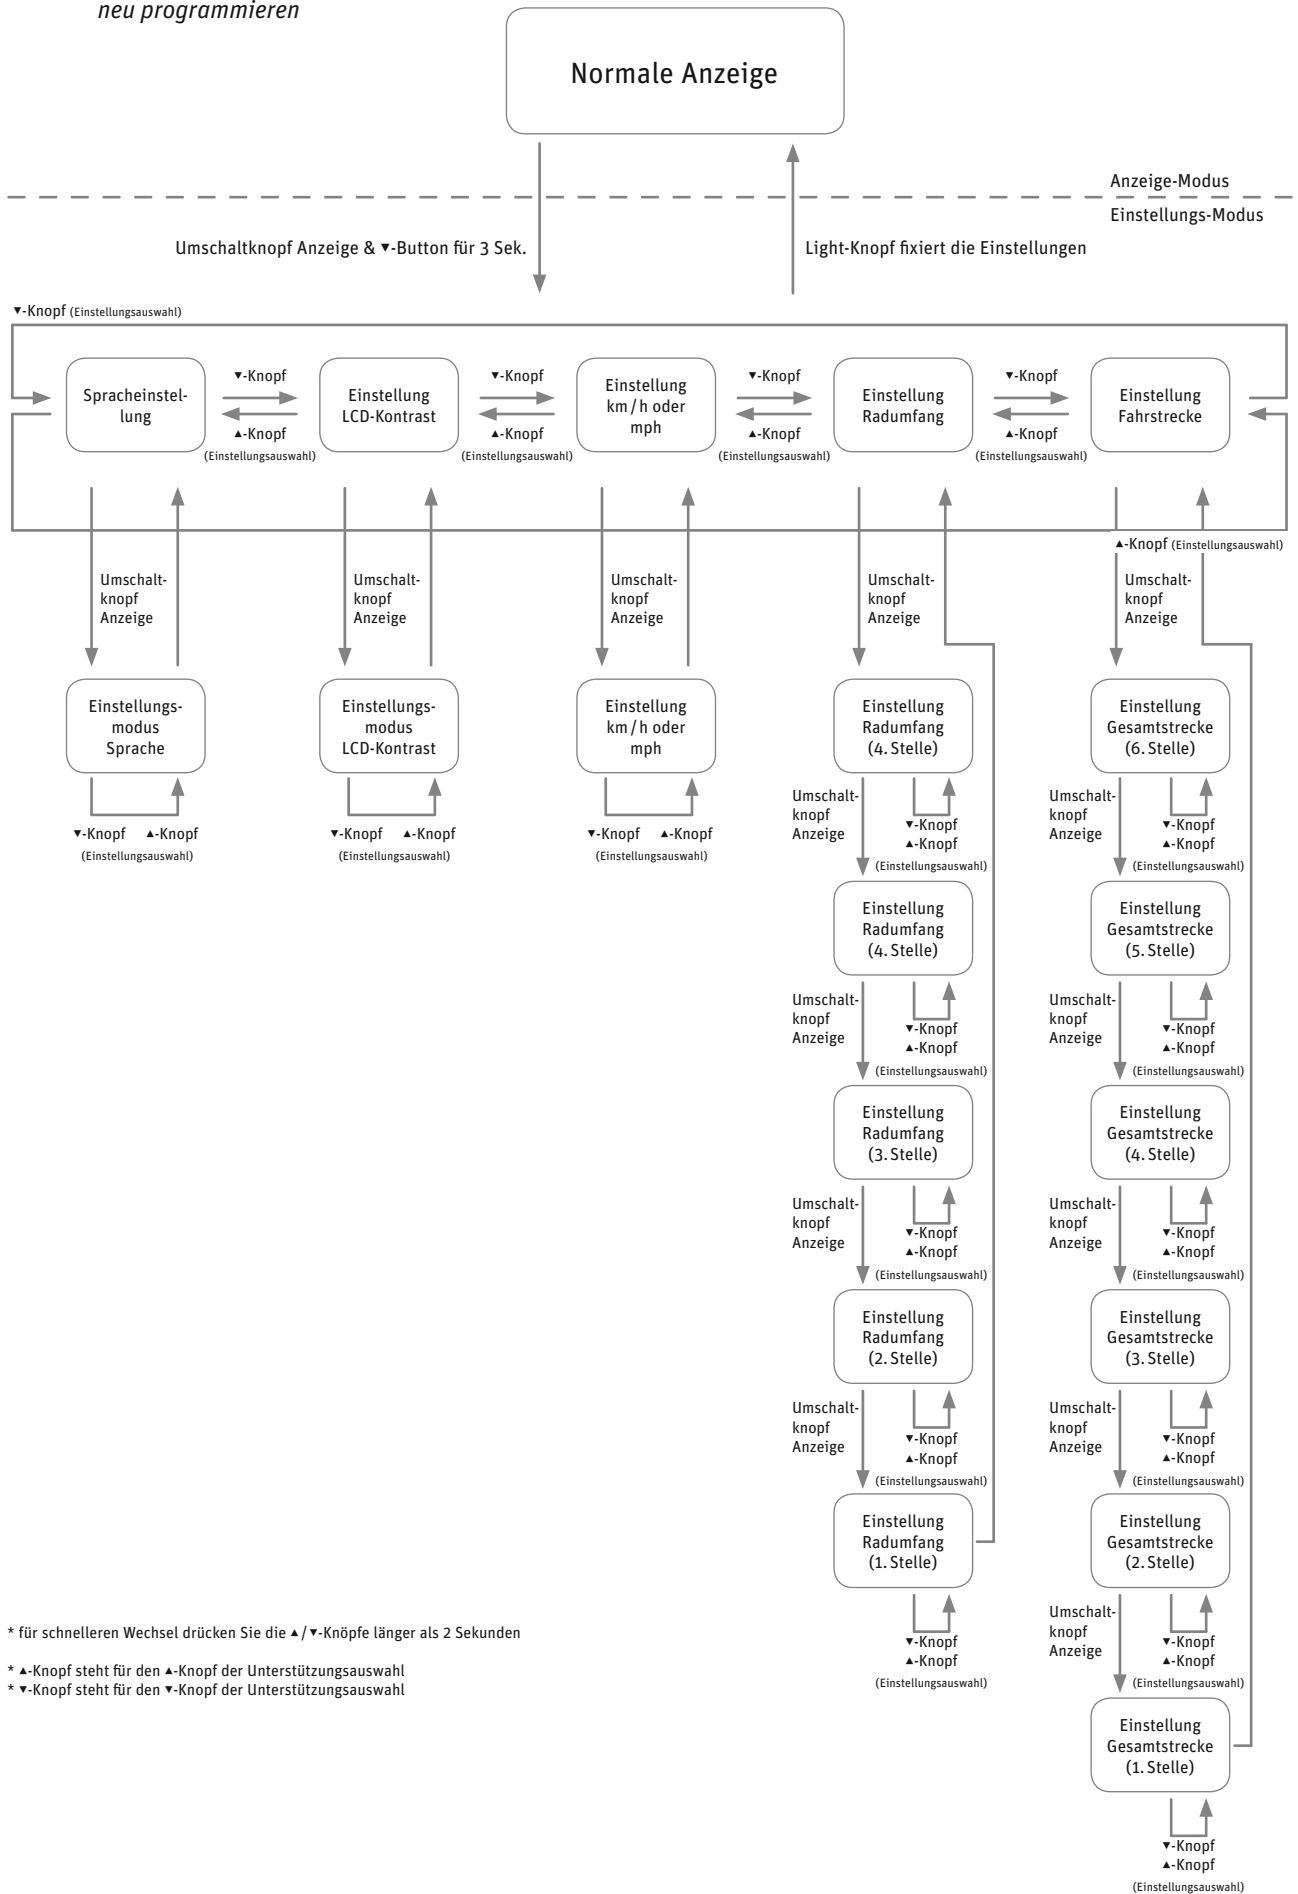 neu programmieren
Normale Anzeige
Anzeige-Modus
Einstellungs-Modus
Umschaltknopf Anzeige & ▼-Button für 3 Sek.
Light-Knopf fixiert die Einstellungen
▼-Knopf (Einstellungsauswahl)
Spracheinstel-
lung
▼-Knopf
▲-Knopf
(Einstellungsauswahl)
Einstellung
LCD-Kontrast
▼-Knopf
▲-Knopf
(Einstellungsauswahl)
Einstellung
km/h oder
mph
▼-Knopf
▲-Knopf
(Einstellungsauswahl)
Einstellung
Radumfang
▼-Knopf
▲-Knopf
(Einstellungsauswahl)
Einstellung
Fahrstrecke
▲-Knopf (Einstellungsauswahl)
Umschalt-
knopf
Anzeige
Einstellungs-
modus
Sprache
▼-Knopf ▲-Knopf
(Einstellungsauswahl)
Umschalt-
knopf
Anzeige
Einstellungs-
modus
LCD-Kontrast
▼-Knopf ▲-Knopf
(Einstellungsauswahl)
Umschalt-
knopf
Anzeige
Einstellung
km/h oder
mph
▼-Knopf ▲-Knopf
(Einstellungsauswahl)
Umschalt-
knopf
Anzeige
Einstellung
Radumfang
(4. Stelle)
Umschalt-
knopf
Anzeige
▼-Knopf
▲-Knopf
(Einstellungsauswahl)
Einstellung
Radumfang
(4. Stelle)
Umschalt-
knopf
Anzeige
▼-Knopf
▲-Knopf
(Einstellungsauswahl)
Einstellung
Radumfang
(3. Stelle)
Umschalt-
knopf
Anzeige
▼-Knopf
▲-Knopf
(Einstellungsauswahl)
Einstellung
Radumfang
(2. Stelle)
Umschalt-
knopf
Anzeige
▼-Knopf
▲-Knopf
(Einstellungsauswahl)
Einstellung
Radumfang
(1. Stelle)
▼-Knopf
▲-Knopf
(Einstellungsauswahl)
Umschalt-
knopf
Anzeige
Einstellung
Gesamtstrecke
(6. Stelle)
Umschalt-
knopf
Anzeige
▼-Knopf
▲-Knopf
(Einstellungsauswahl)
Einstellung
Gesamtstrecke
(5. Stelle)
Umschalt-
knopf
Anzeige
▼-Knopf
▲-Knopf
(Einstellungsauswahl)
Einstellung
Gesamtstrecke
(4. Stelle)
Umschalt-
knopf
Anzeige
▼-Knopf
▲-Knopf
(Einstellungsauswahl)
Einstellung
Gesamtstrecke
(3. Stelle)
Umschalt-
knopf
Anzeige
▼-Knopf
▲-Knopf
(Einstellungsauswahl)
Einstellung
Gesamtstrecke
(2. Stelle)
Umschalt-
knopf
Anzeige
▼-Knopf
▲-Knopf
(Einstellungsauswahl)
Einstellung
Gesamtstrecke
(1. Stelle)
▼-Knopf
▲-Knopf
(Einstellungsauswahl)
* für schnelleren Wechsel drücken Sie die ▲/▼-Knöpfe länger als 2 Sekunden
* ▲-Knopf steht für den ▲-Knopf der Unterstützungsauswahl
* ▼-Knopf steht für den ▼-Knopf der Unterstützungsauswahl